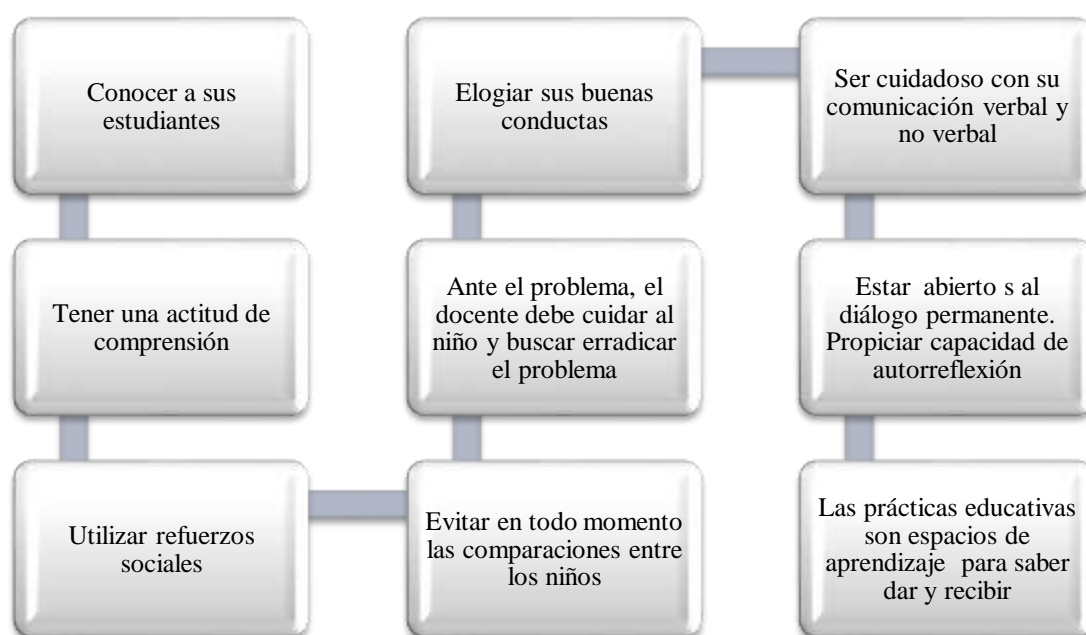 Conocer a sus
estudiantes
Tener una actitud de
comprensión
Utilizar refuerzos
sociales
Evitar en todo momento
las comparaciones entre
los niños
Ante el problema, el
docente debe cuidar al
niño y buscar erradicar
el problema
Elogiar sus buenas
conductas
Ser cuidadoso con su
comunicación verbal y
no verbal
Estar abierto s al
diálogo permanente.
Propiciar capacidad de
autorreflexión
Las prácticas educativas
son espacios de
aprendizaje para saber
dar y recibir